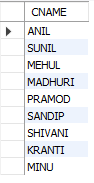 CNAME
ANIL
SUNIL
MEHUL
MADHURI
PRAMOD
SANDIP
SHIVANI
KRANTI
MINU